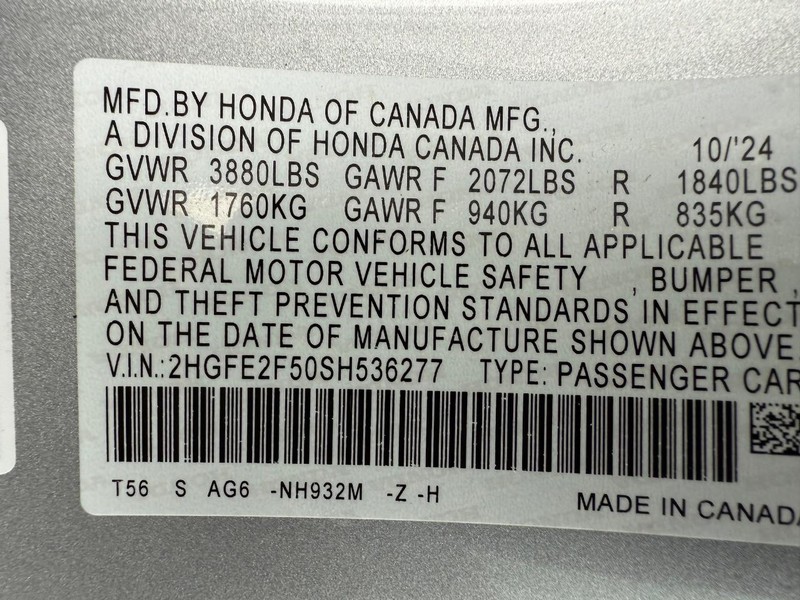 MFD.BY HONDA OF CANADA MFG.,
A DIVISION OF HONDA CANADA INC. 10/'24
GVWR 3880LBS GAWR F 2072LBS R 1840LBS
GVWR 1760KG GAWR F 940KG R 835KG
THIS VEHICLE CONFORMS TO ALL APPLICABLE
FEDERAL MOTOR VEHICLE SAFETY , BUMPER ,
AND THEFT PREVENTION STANDARDS IN EFFECT
ON THE DATE OF MANUFACTURE SHOWN ABOVE
V.I.N.:2HGFE2F50SH536277 TYPE: PASSENGER CAR
T56 S AG6 -NH932M -Z -H
MADE IN CANADA